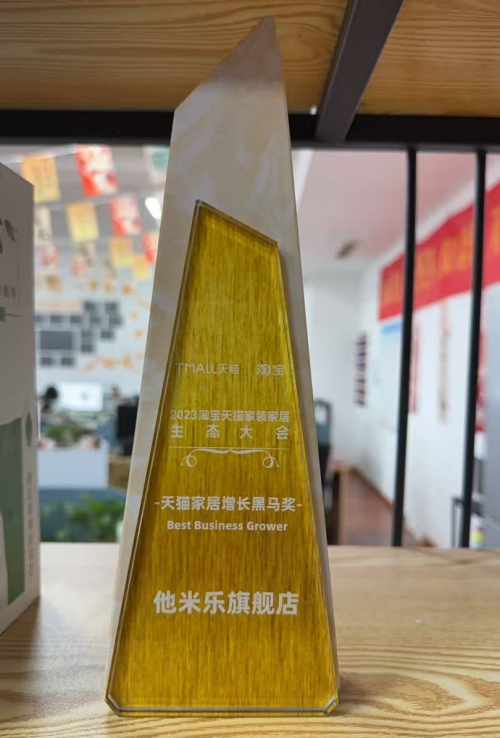 TMALL天猫 淘宝
2023淘宝天猫家装家居
生态大会
-天猫家居增长黑马奖-
Best Business Grower
他米乐旗舰店